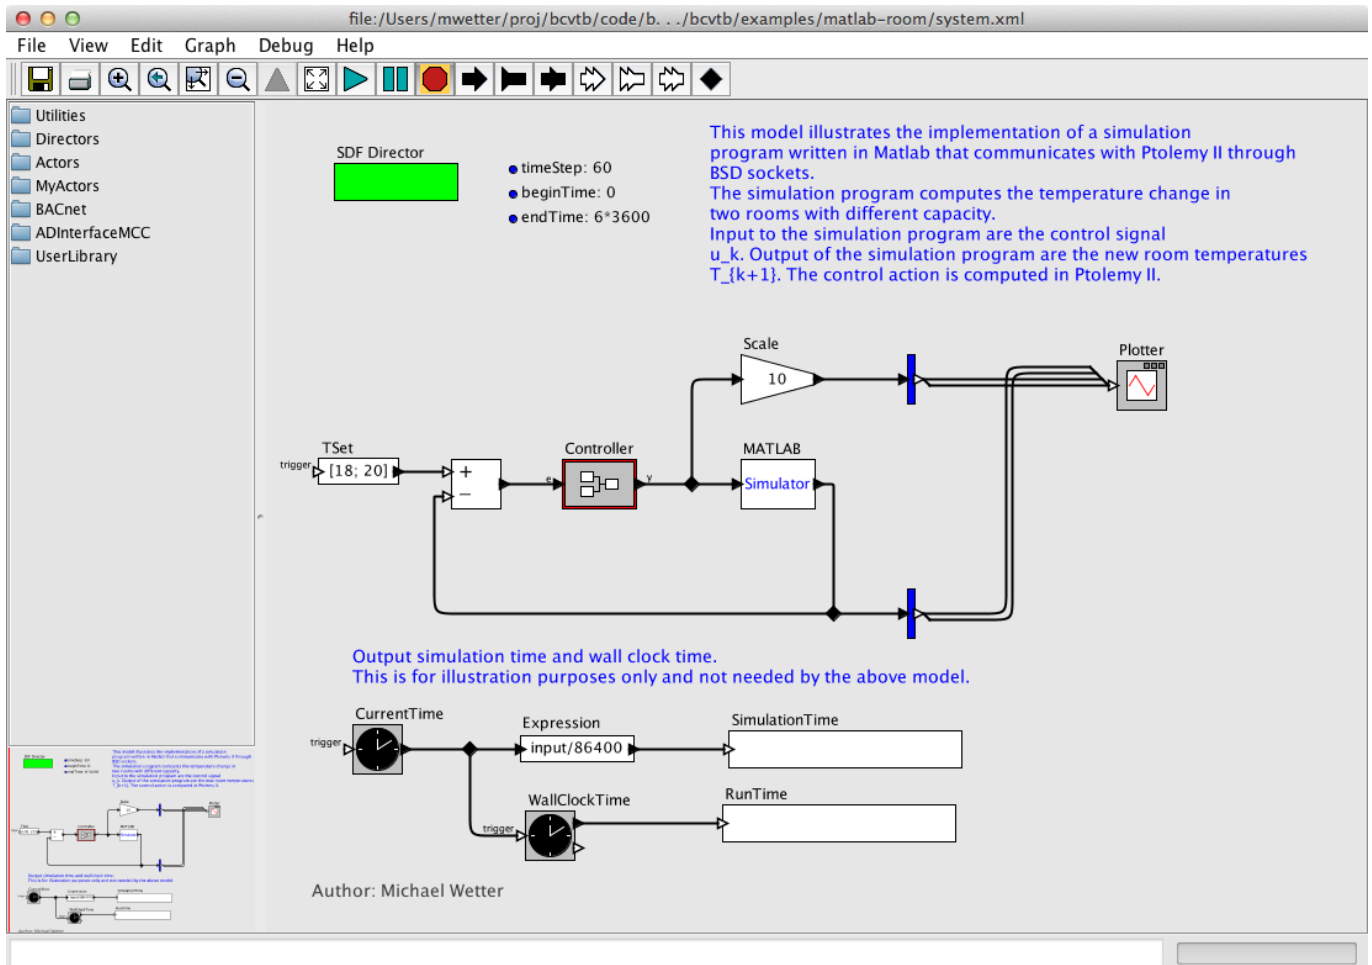 file:/Users/mwetter/proj/bcvtb/code/b. . ./bcvtb/examples/matlab-room/system.xml
File View Edit Graph Debug Help
Utilities
Directors
Actors
MyActors
BACnet
ADInterfaceMCC
UserLibrary
SDF Director
timeStep: 60
beginTime: 0
endTime: 6*3600
This model illustrates the implementation of a simulation
program written in Matlab that communicates with Ptolemy II through
BSD sockets.
The simulation program computes the temperature change in
two rooms with different capacity.
Input to the simulation program are the control signal
u_k. Output of the simulation program are the new room temperatures
T_{k+1}. The control action is computed in Ptolemy II.
Scale
10
Plotter
TSet
trigger
[18; 20]
+
−
Controller
e
y
MATLAB
Simulator
Output simulation time and wall clock time.
This is for illustration purposes only and not needed by the above model.
CurrentTime
trigger
Expression
input/86400
SimulationTime
WallClockTime
trigger
RunTime
Author: Michael Wetter